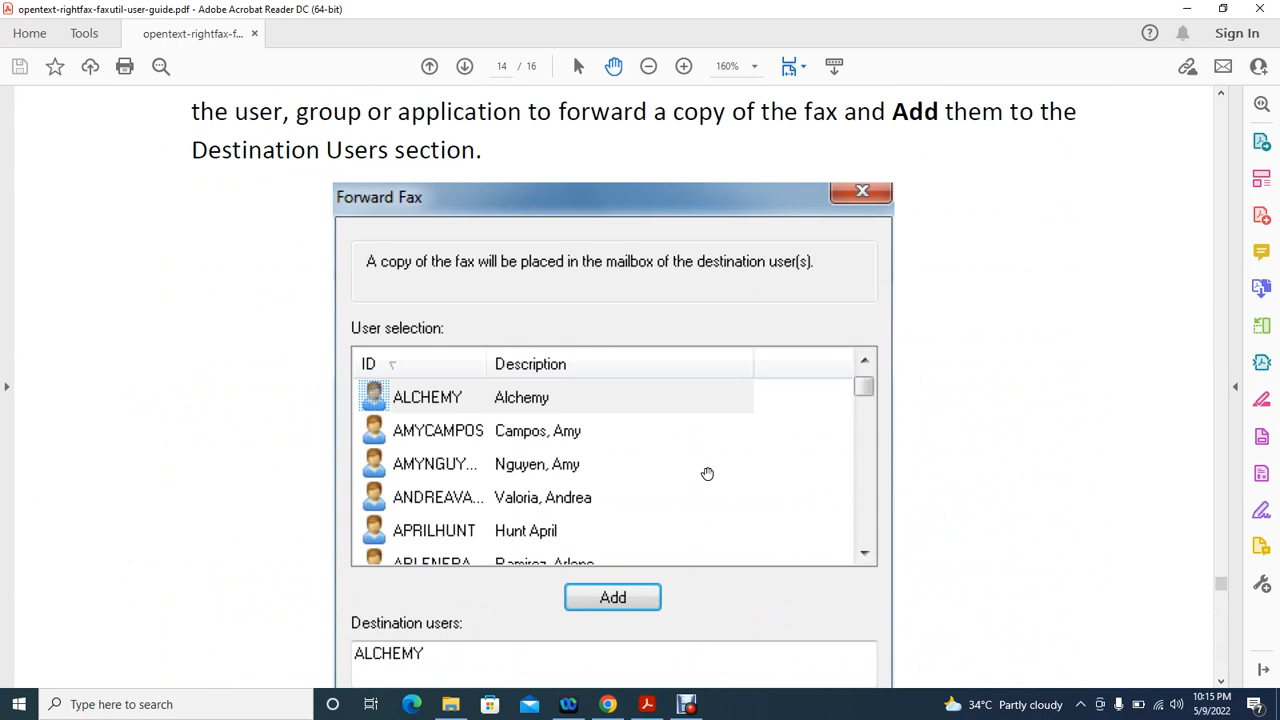 opentext-rightfax-faxutil-user-guide.pdf - Adobe Acrobat Reader DC (64-bit)
Home
Tools
opentext-rightfax-f...
Sign In
14 / 16
160%
the user, group or application to forward a copy of the fax and Add them to the
Destination Users section.
Forward Fax
A copy of the fax will be placed in the mailbox of the destination user(s).
User selection:
ID Description
ALCHEMY Alchemy
AMYCAMPOS Campos, Amy
AMYNGUY... Nguyen, Amy
ANDREAVA... Valoria, Andrea
APRILHUNT Hunt April
ARLENERA Ramirez, Arlene
Add
Destination users:
ALCHEMY
Type here to search
34°C Partly cloudy
10:15 PM
5/9/2022
7